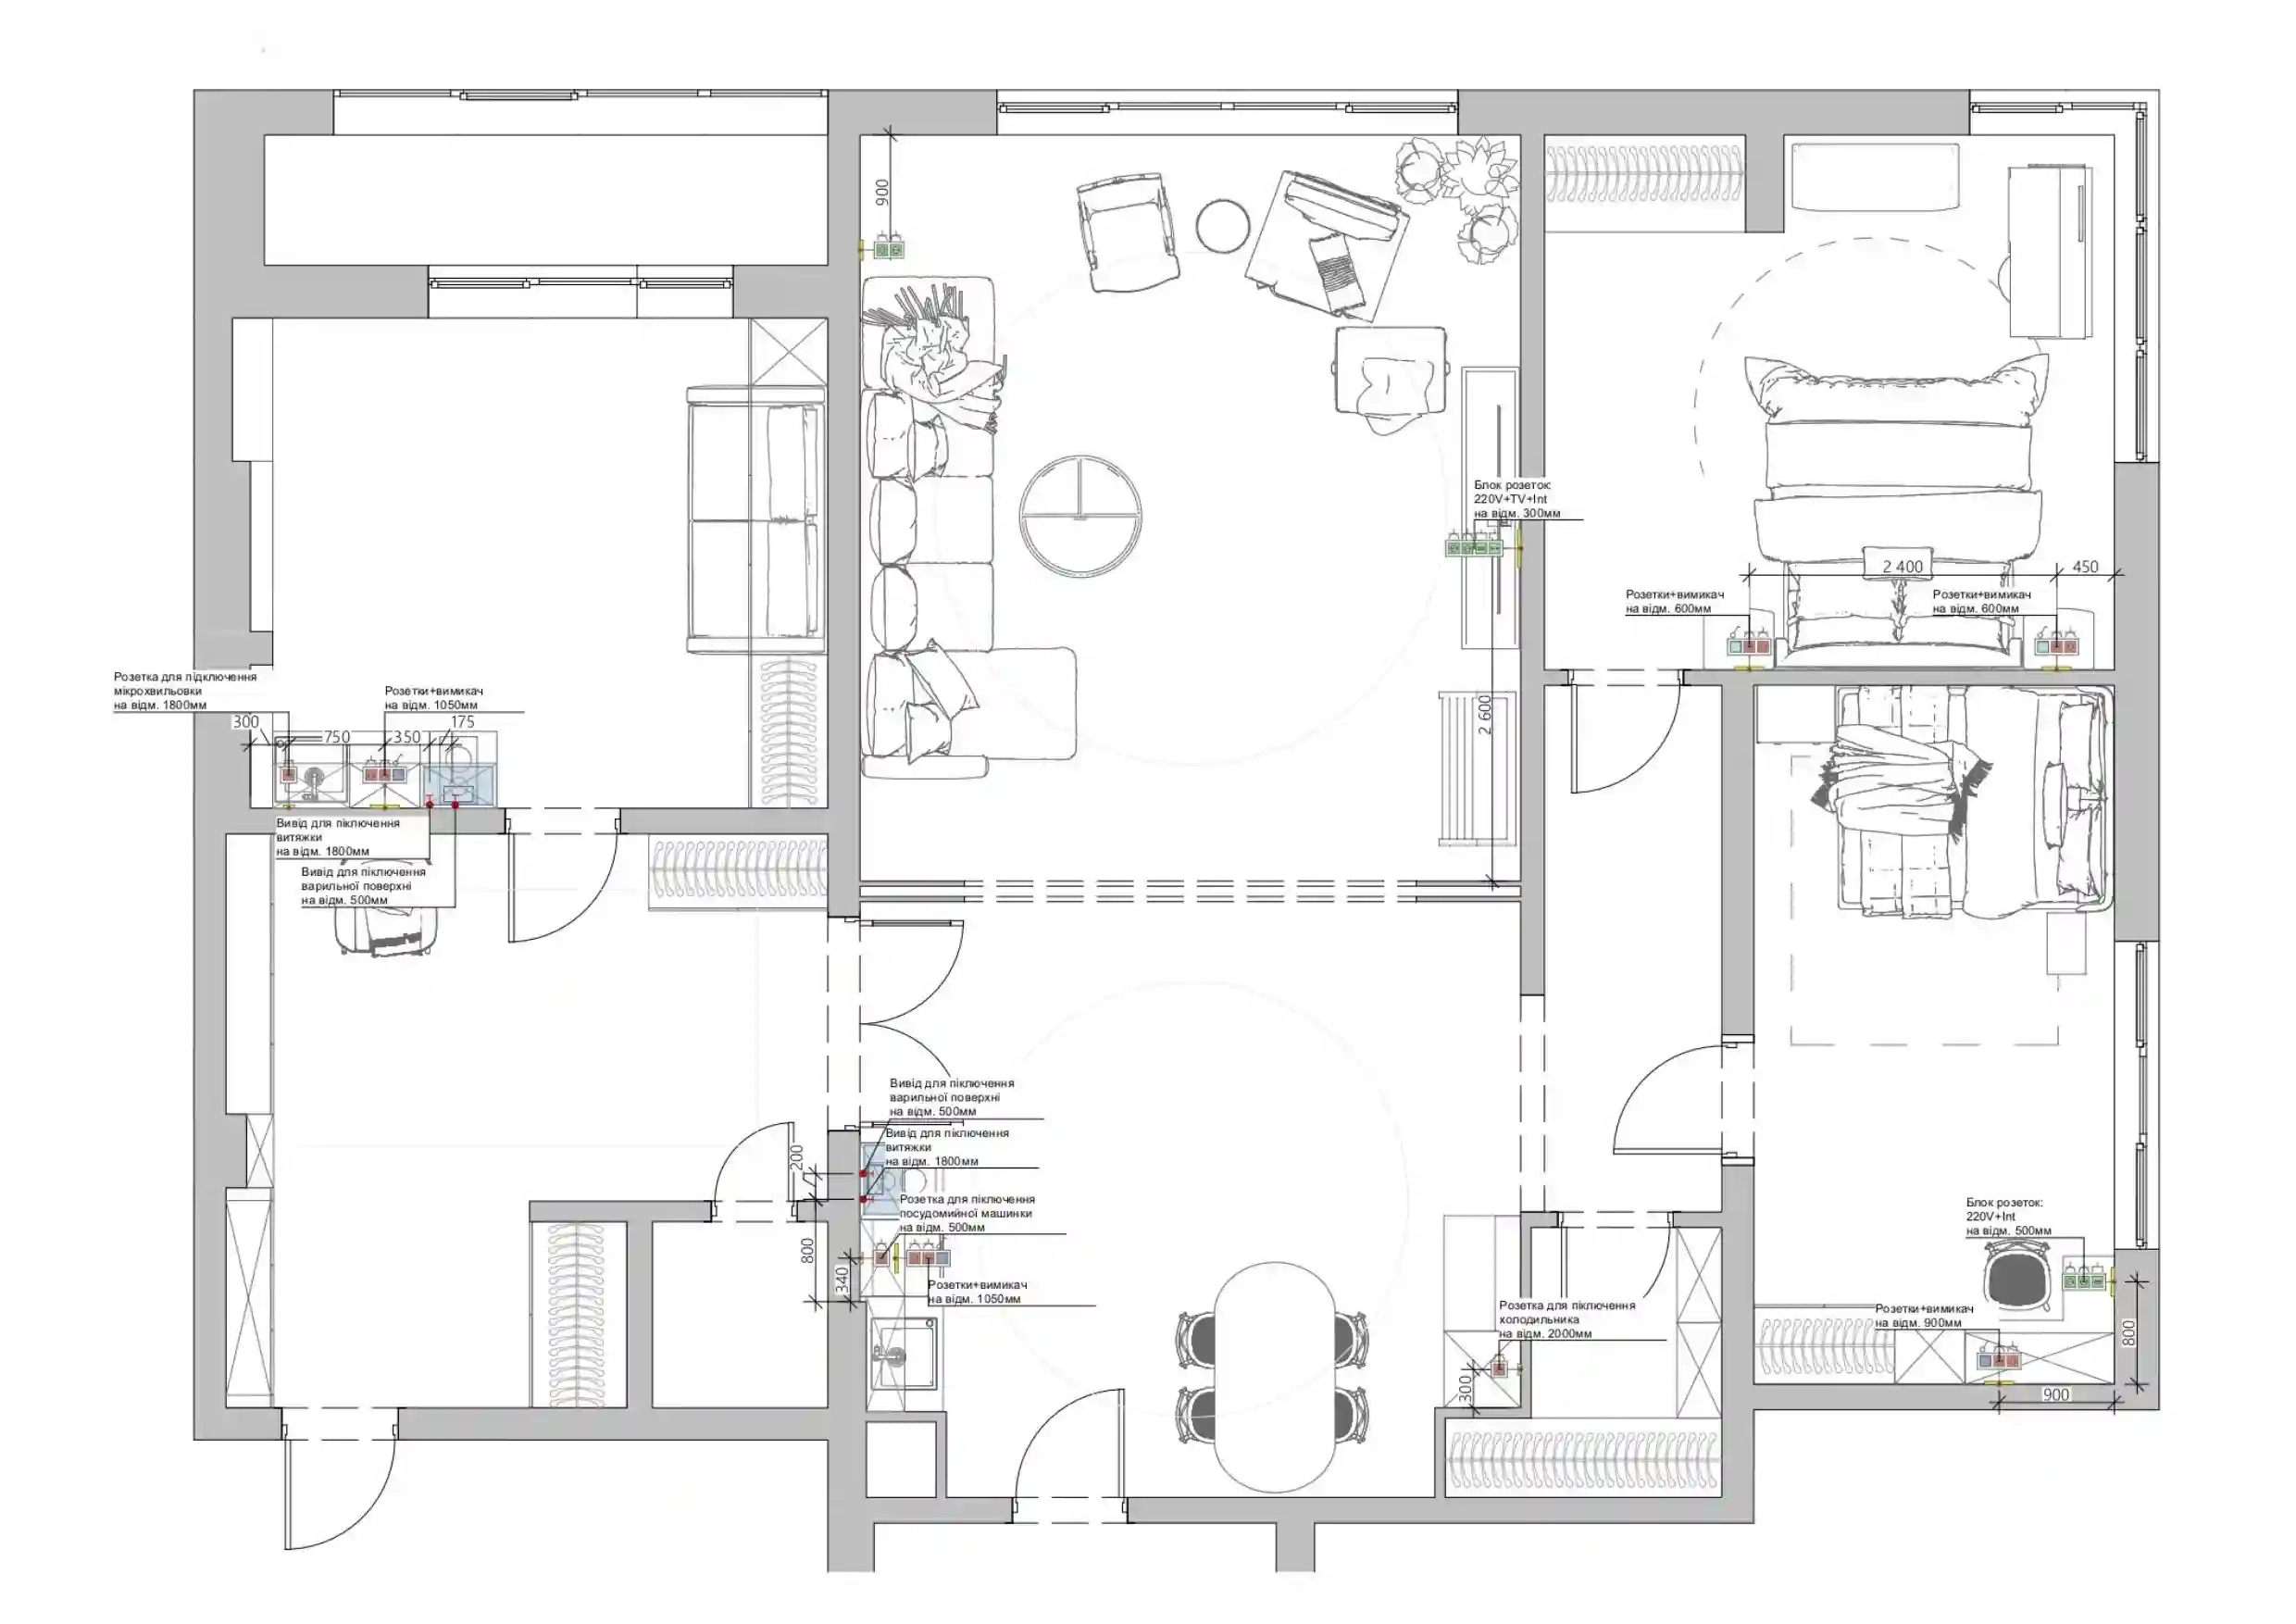 900
Блок розеток:
220V+TV+Int
на відм. 300мм
2 400
450
Розетки+вимикач
на відм. 600мм
Розетки+вимикач
на відм. 600мм
Розетка для підключення
мікрохвильовки
на відм. 1800мм
Розетки+вимикач
на відм. 1050мм
300
750
350
175
2 600
Вивід для піключення
витяжки
на відм. 1800мм
Вивід для піключення
варильної поверхні
на відм. 500мм
Вивід для піключення
варильної поверхні
на відм. 500мм
Вивід для піключення
витяжки
на відм. 1800мм
200
Розетка для піключення
посудомийної машинки
на відм. 500мм
800
340
Розетки+вимикач
на відм. 1050мм
Розетка для піключення
холодильника
на відм. 2000мм
300
Блок розеток:
220V+Int
на відм. 500мм
Розетки+вимикач
на відм. 900мм
800
900